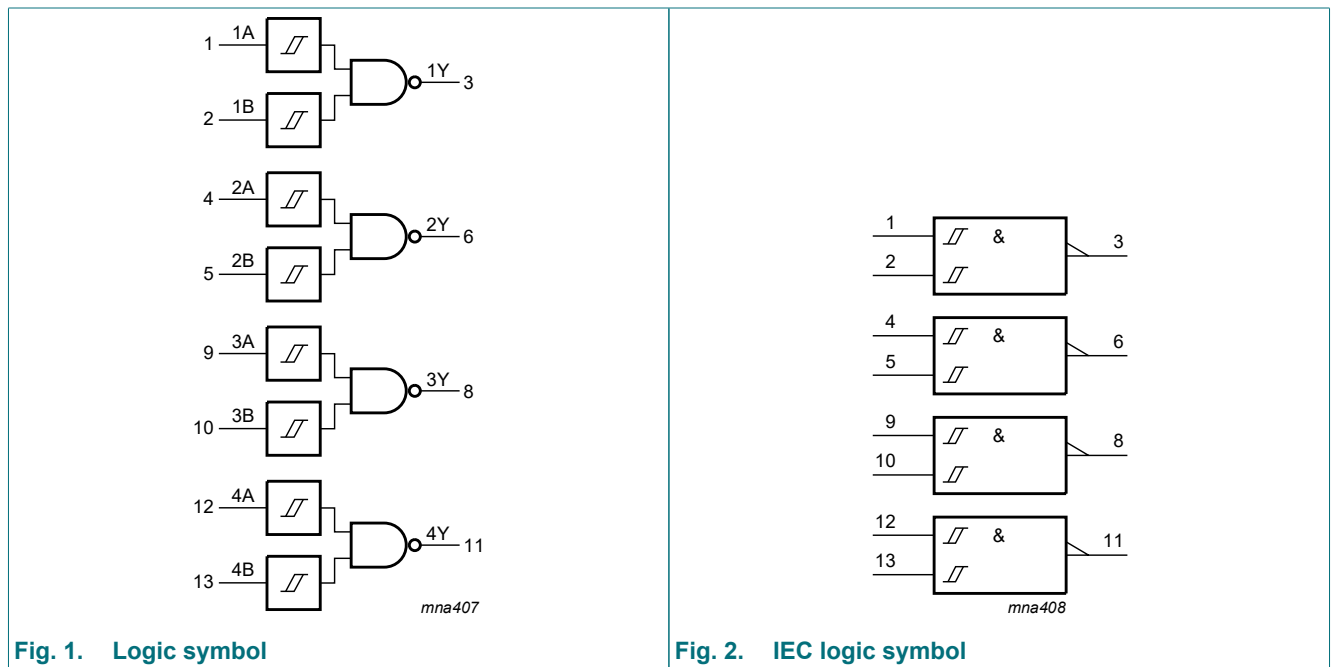 1 1A
1Y 3
2 1B
4 2A
2Y 6
5 2B
9 3A
3Y 8
10 3B
12 4A
4Y 11
13 4B
mna407
Fig. 1. Logic symbol
1 & 3
2
4 & 6
5
9 & 8
10
12 & 11
13
mna408
Fig. 2. IEC logic symbol